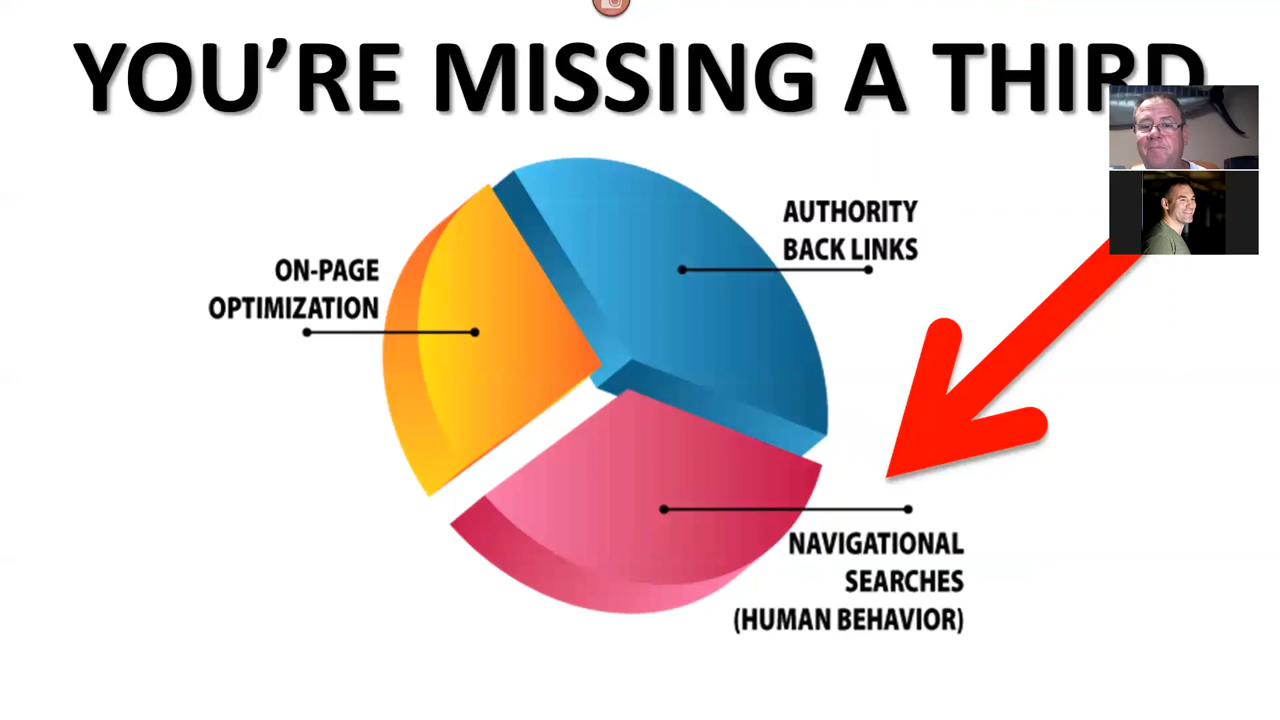 YOU'RE MISSING A THIRD
AUTHORITY
BACK LINKS
ON-PAGE
OPTIMIZATION
NAVIGATIONAL
SEARCHES
(HUMAN BEHAVIOR)